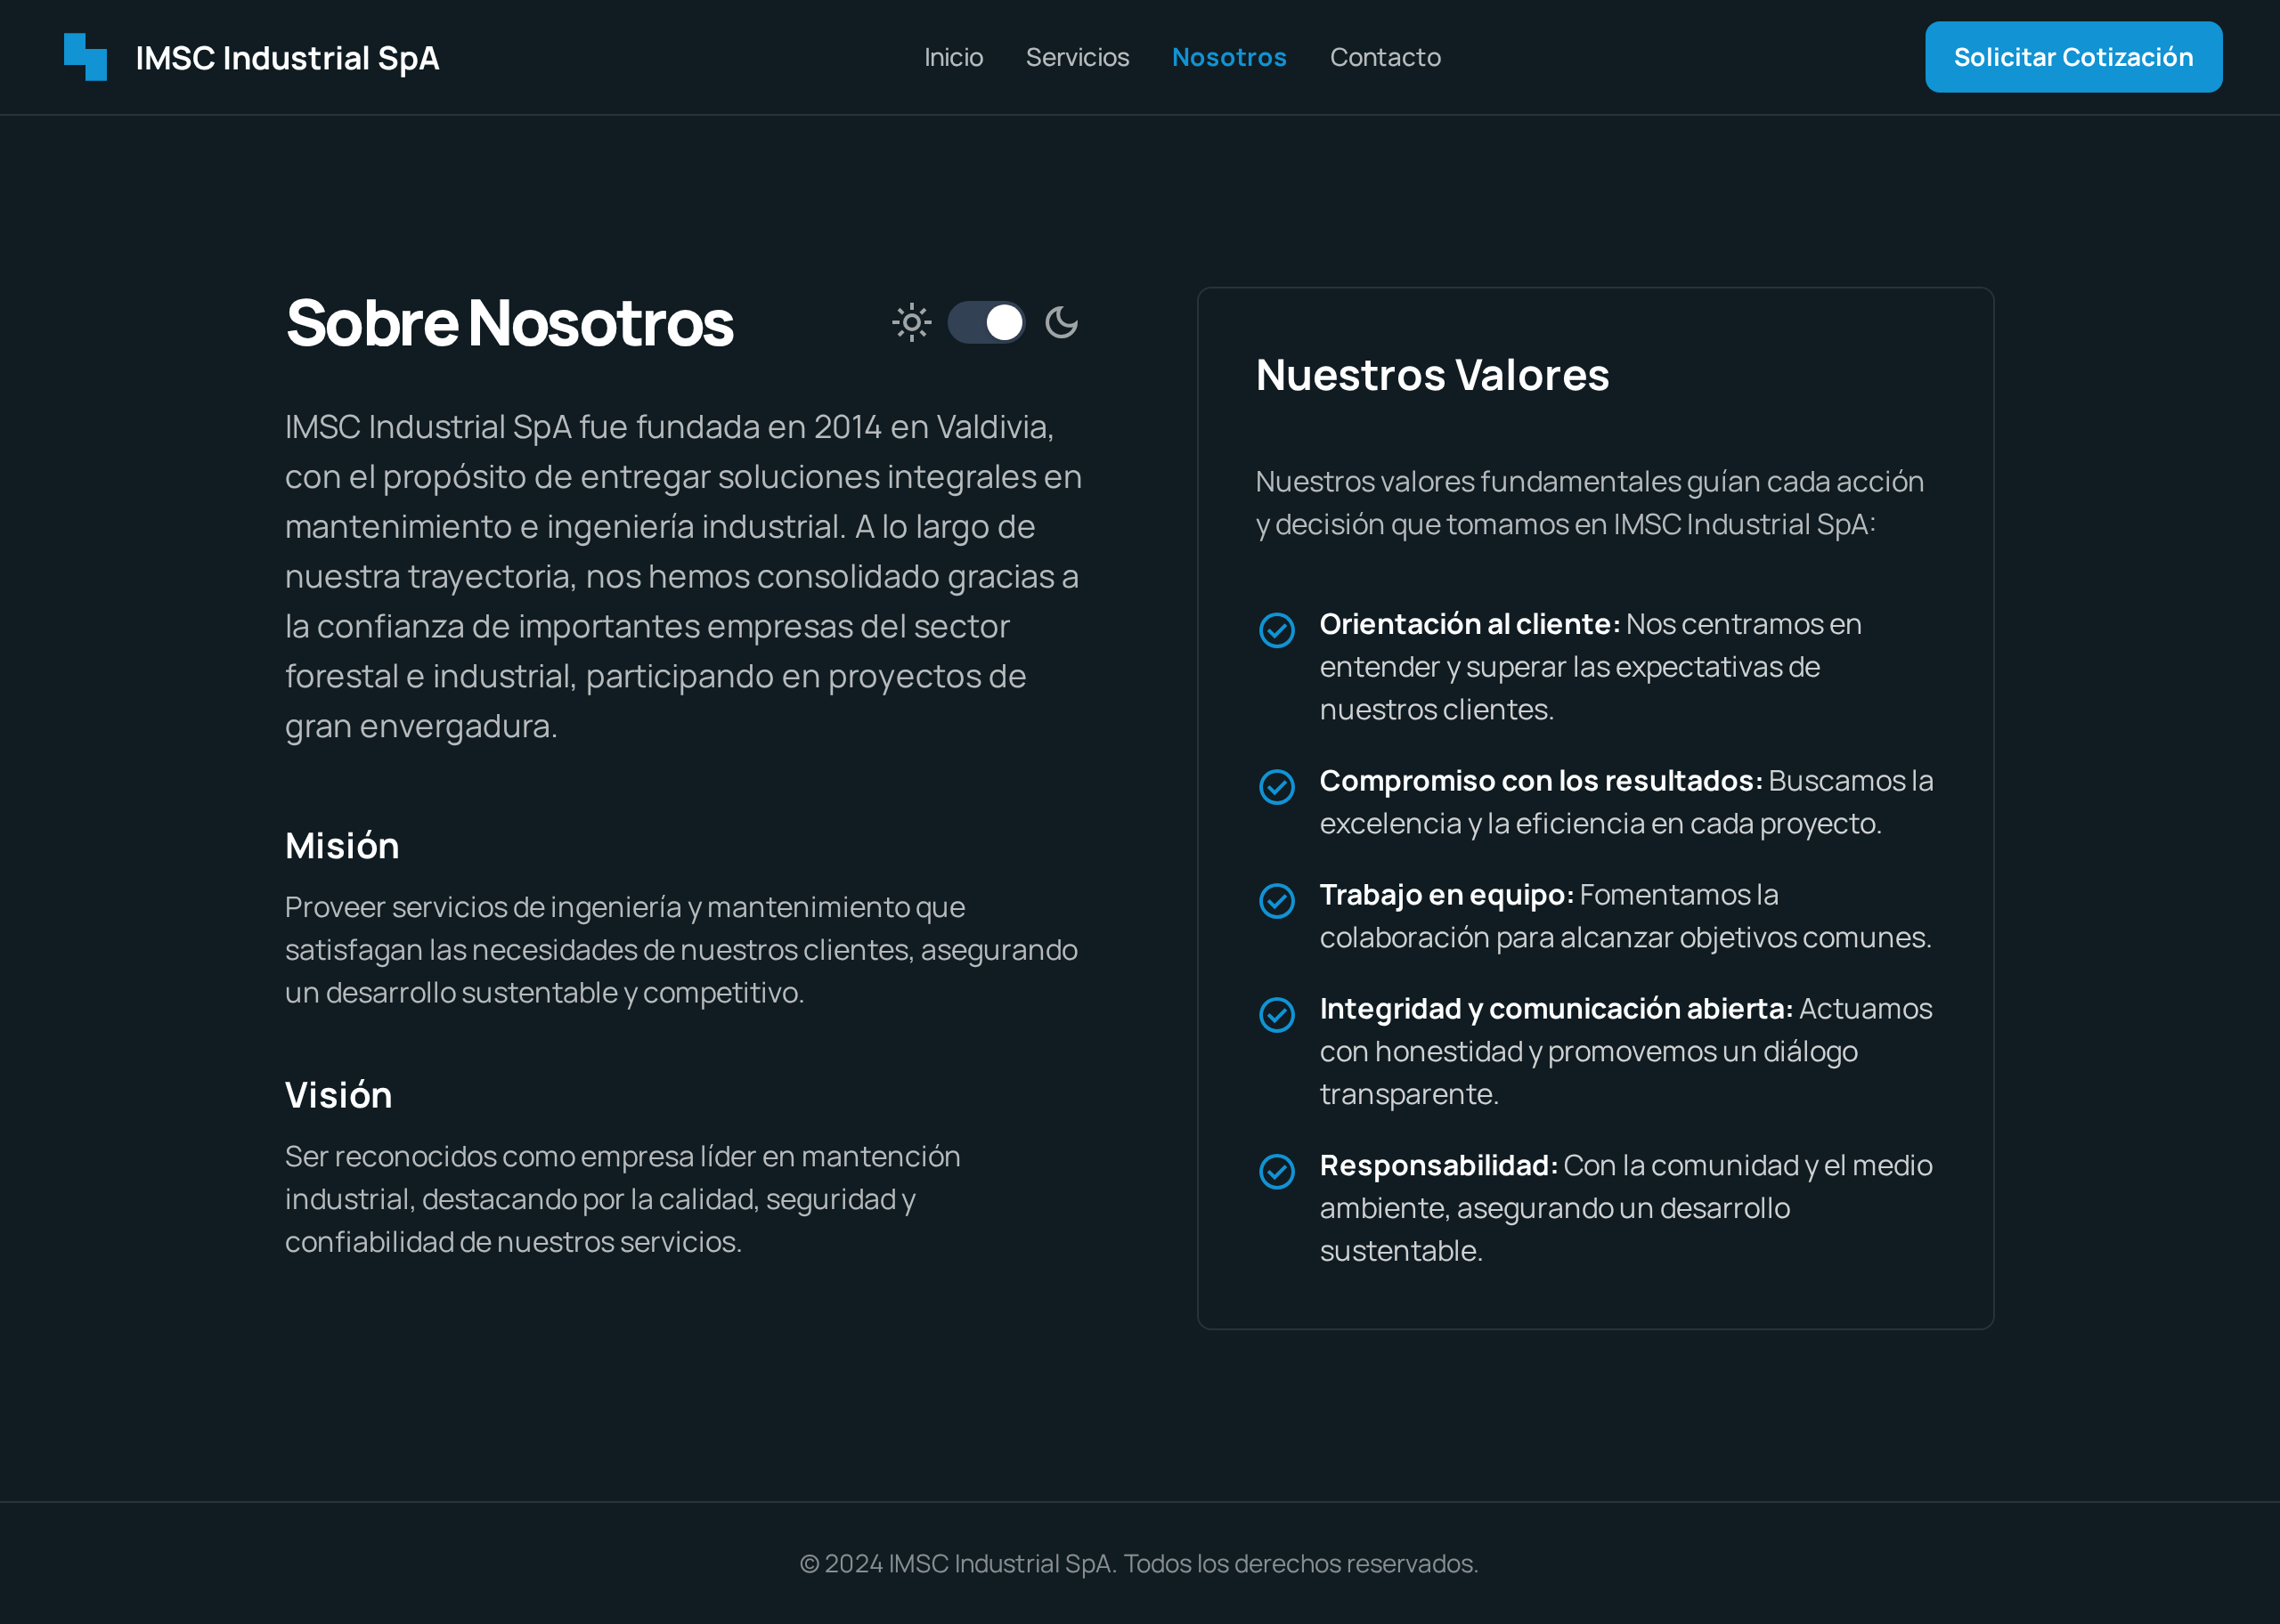 IMSC Industrial SpA
Inicio
Servicios
Nosotros
Contacto
Solicitar Cotización
Sobre Nosotros
IMSC Industrial SpA fue fundada en 2014 en Valdivia,
con el propósito de entregar soluciones integrales en
mantenimiento e ingeniería industrial. A lo largo de
nuestra trayectoria, nos hemos consolidado gracias a
la confianza de importantes empresas del sector
forestal e industrial, participando en proyectos de
gran envergadura.
Misión
Proveer servicios de ingeniería y mantenimiento que
satisfagan las necesidades de nuestros clientes, asegurando
un desarrollo sustentable y competitivo.
Visión
Ser reconocidos como empresa líder en mantención
industrial, destacando por la calidad, seguridad y
confiabilidad de nuestros servicios.
Nuestros Valores
Nuestros valores fundamentales guían cada acción
y decisión que tomamos en IMSC Industrial SpA:
Orientación al cliente: Nos centramos en
entender y superar las expectativas de
nuestros clientes.
Compromiso con los resultados: Buscamos la
excelencia y la eficiencia en cada proyecto.
Trabajo en equipo: Fomentamos la
colaboración para alcanzar objetivos comunes.
Integridad y comunicación abierta: Actuamos
con honestidad y promovemos un diálogo
transparente.
Responsabilidad: Con la comunidad y el medio
ambiente, asegurando un desarrollo
sustentable.
© 2024 IMSC Industrial SpA. Todos los derechos reservados.